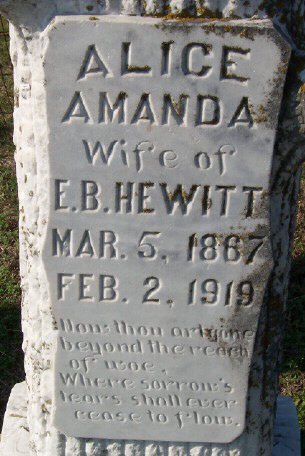 ALICE
AMANDA
Wife of
E.B. HEWITT
MAR. 5, 1867
FEB. 2, 1919
Now thou art gone
beyond the reach
of woe,
Where sorrow's
tears shall ever
cease to flow.